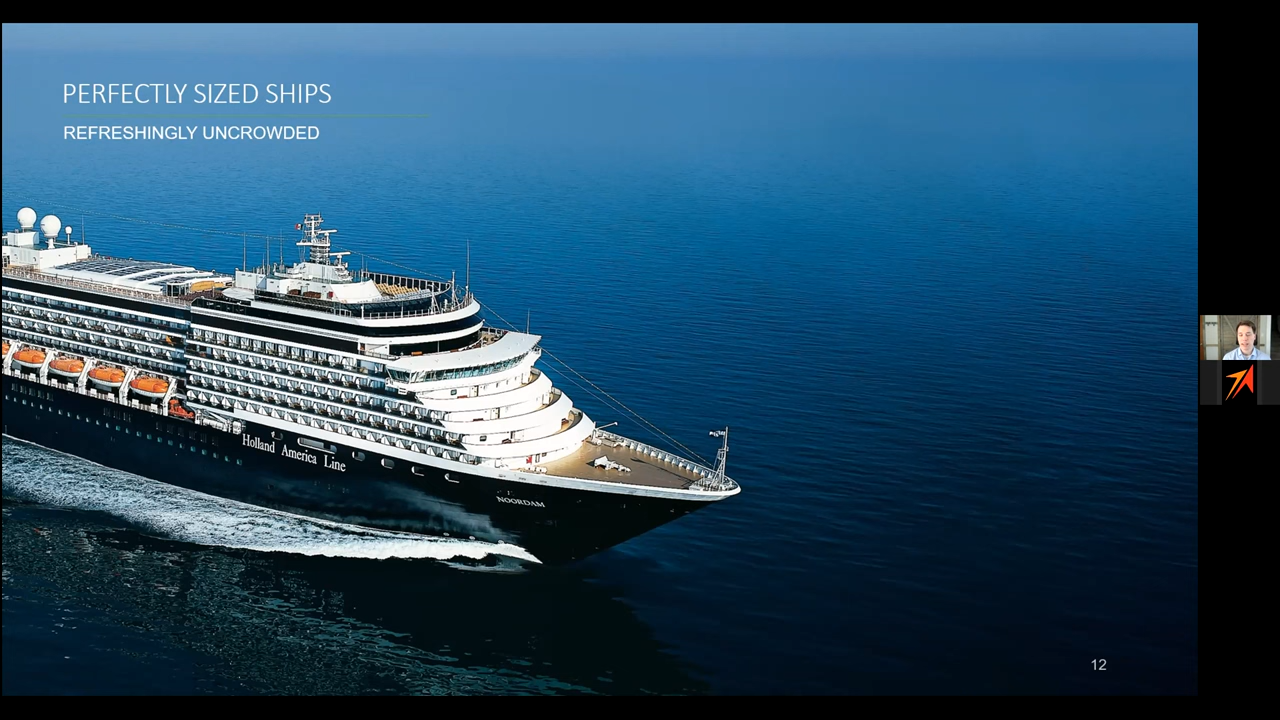 PERFECTLY SIZED SHIPS
REFRESHINGLY UNCROWDED
Holland America Line
NOORDAM
12